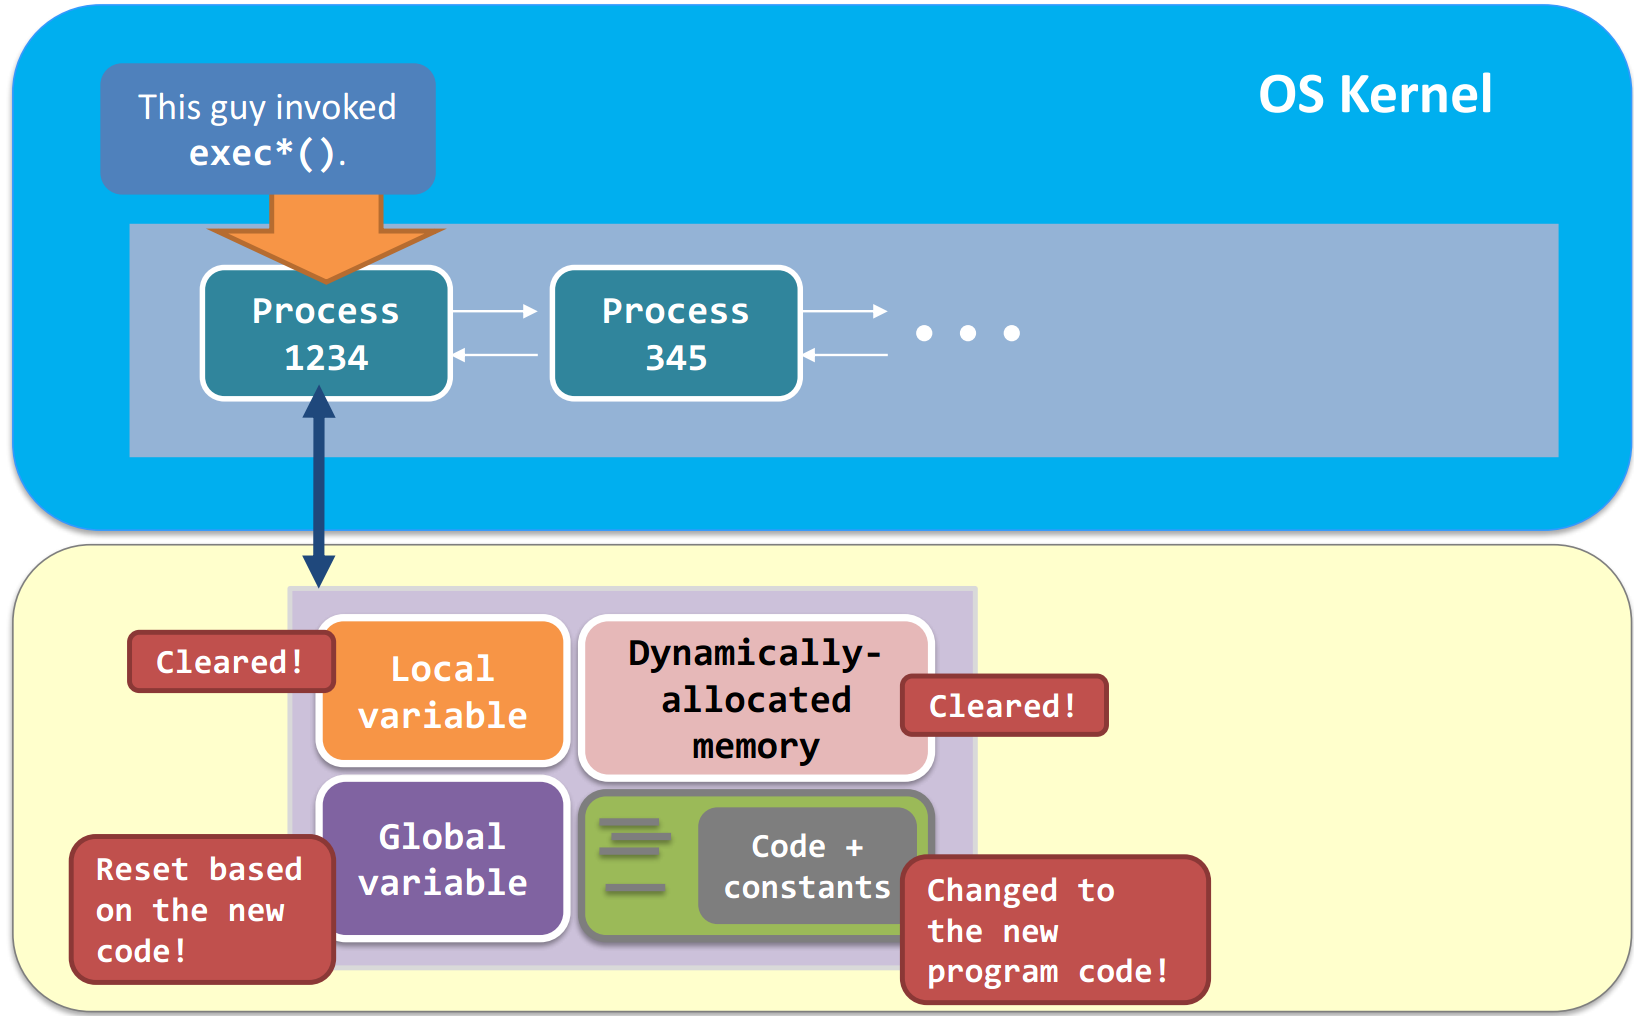 OS Kernel
This guy invoked
exec*().
Process
1234
Process
345
Cleared!
Local
variable
Dynamically-
allocated
memory
Cleared!
Global
variable
Code +
constants
Reset based
on the new
code!
Changed to
the new
program code!